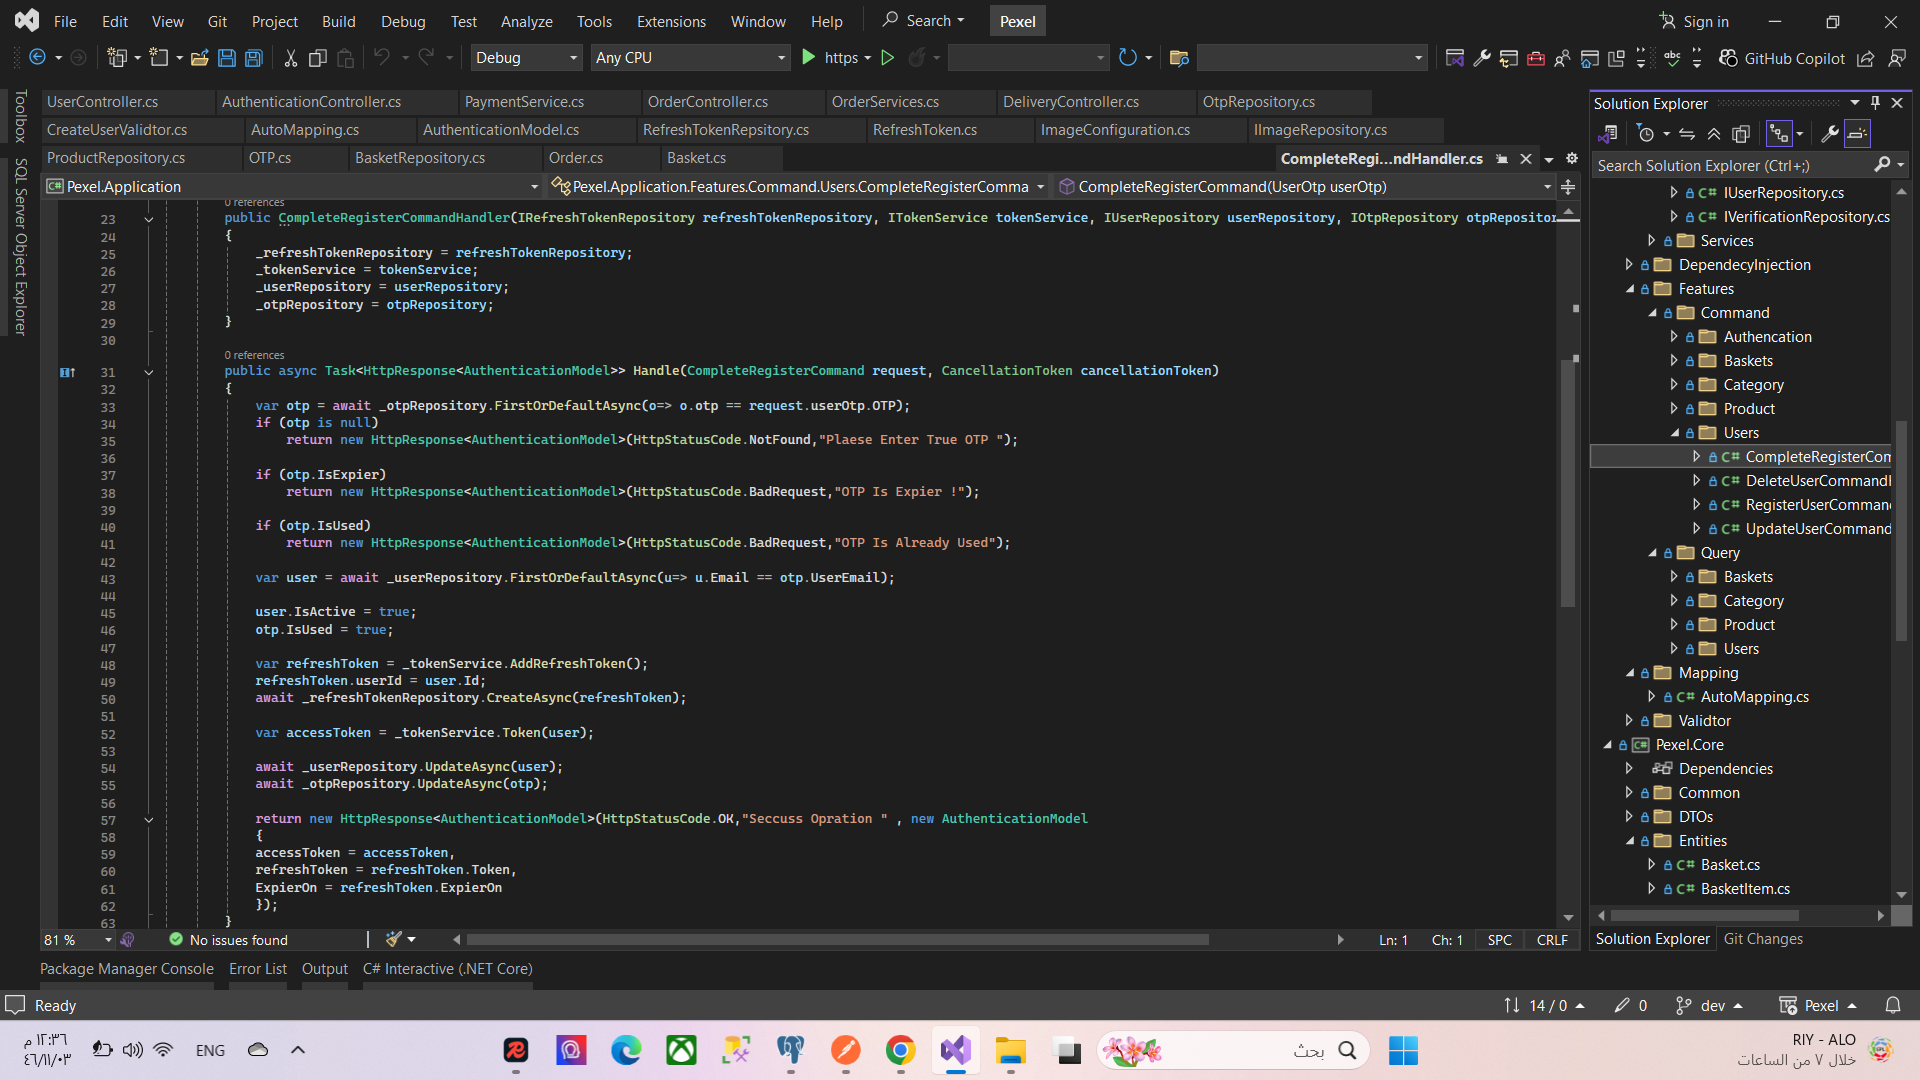 File Edit View Git Project Build Debug Test Analyze Tools Extensions Window Help Search Pexel Sign in
Debug Any CPU https GitHub Copilot
UserController.cs AuthenticationController.cs PaymentService.cs OrderController.cs OrderServices.cs DeliveryController.cs OtpRepository.cs
CreateUserValidtor.cs AutoMapping.cs AuthenticationModel.cs RefreshTokenRepsitory.cs RefreshToken.cs ImageConfiguration.cs IImageRepository.cs
ProductRepository.cs OTP.cs BasketRepository.cs Order.cs Basket.cs CompleteRegi...ndHandler.cs
Pexel.Application Pexel.Application.Features.Command.Users.CompleteRegisterComma CompleteRegisterCommand(UserOtp userOtp)
Toolbox
SQL Server Object Explorer
0 references
23 public CompleteRegisterCommandHandler(IRefreshTokenRepository refreshTokenRepository, ITokenService tokenService, IUserRepository userRepository, IOtpRepository otpRepositor
24 {
25 _refreshTokenRepository = refreshTokenRepository;
26 _tokenService = tokenService;
27 _userRepository = userRepository;
28 _otpRepository = otpRepository;
29 }
30
0 references
31 public async Task<HttpResponse<AuthenticationModel>> Handle(CompleteRegisterCommand request, CancellationToken cancellationToken)
32 {
33 var otp = await _otpRepository.FirstOrDefaultAsync(o=> o.otp == request.userOtp.OTP);
34 if (otp is null)
35 return new HttpResponse<AuthenticationModel>(HttpStatusCode.NotFound,"Plaese Enter True OTP ");
36
37 if (otp.IsExpier)
38 return new HttpResponse<AuthenticationModel>(HttpStatusCode.BadRequest,"OTP Is Expier !");
39
40 if (otp.IsUsed)
41 return new HttpResponse<AuthenticationModel>(HttpStatusCode.BadRequest,"OTP Is Already Used");
42
43 var user = await _userRepository.FirstOrDefaultAsync(u=> u.Email == otp.UserEmail);
44
45 user.IsActive = true;
46 otp.IsUsed = true;
47
48 var refreshToken = _tokenService.AddRefreshToken();
49 refreshToken.userId = user.Id;
50 await _refreshTokenRepository.CreateAsync(refreshToken);
51
52 var accessToken = _tokenService.Token(user);
53
54 await _userRepository.UpdateAsync(user);
55 await _otpRepository.UpdateAsync(otp);
56
57 return new HttpResponse<AuthenticationModel>(HttpStatusCode.OK,"Seccuss Opration " , new AuthenticationModel
58 {
59 accessToken = accessToken,
60 refreshToken = refreshToken.Token,
61 ExpierOn = refreshToken.ExpierOn
62 });
63 }
81 % No issues found Ln: 1 Ch: 1 SPC CRLF
Solution Explorer
Search Solution Explorer (Ctrl+;)
C# IUserRepository.cs
C# IVerificationRepository.cs
Services
DependecyInjection
Features
Command
Authencation
Baskets
Category
Product
Users
C# CompleteRegisterCom
C# DeleteUserCommandH
C# RegisterUserCommand
C# UpdateUserCommand
Query
Baskets
Category
Product
Users
Mapping
C# AutoMapping.cs
Validtor
C# Pexel.Core
Dependencies
Common
DTOs
Entities
C# Basket.cs
C# BasketItem.cs
Solution Explorer Git Changes
Package Manager Console Error List Output C# Interactive (.NET Core)
Ready 14 / 0 0 dev Pexel
١٢:٣٦ م
٤٦/١١/٠٣
ENG
بحث
RIY - ALO
خلال ٧ من الساعات